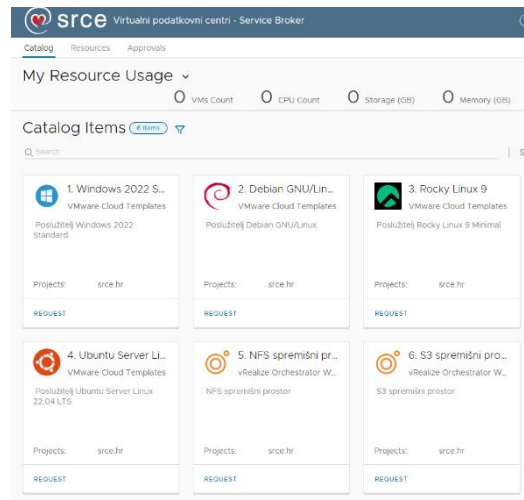 srce Virtualni podatkovni centri - Service Broker
Catalog Resources Approvals
My Resource Usage
0 VMs Count 0 CPU Count 0 Storage (GB) 0 Memory (GB)
Catalog Items 6 items
Search
1. Windows 2022 S...
VMware Cloud Templates
Poslužitelj Windows 2022
Standard
Projects: srce.hr
REQUEST
2. Debian GNU/Lin...
VMware Cloud Templates
Poslužitelj Debian GNU/Linux
Projects: srce.hr
REQUEST
3. Rocky Linux 9
VMware Cloud Templates
Poslužitelj Rocky Linux 9 Minimal
Projects: srce.hr
REQUEST
4. Ubuntu Server Li...
VMware Cloud Templates
Poslužitelj Ubuntu Server Linux
22.04 LTS
Projects: srce.hr
REQUEST
5. NFS spremišni pr...
vRealize Orchestrator W...
NFS spremišni prostor
Projects: srce.hr
REQUEST
6. S3 spremišni pro...
vRealize Orchestrator W...
S3 spremišni prostor
Projects: srce.hr
REQUEST